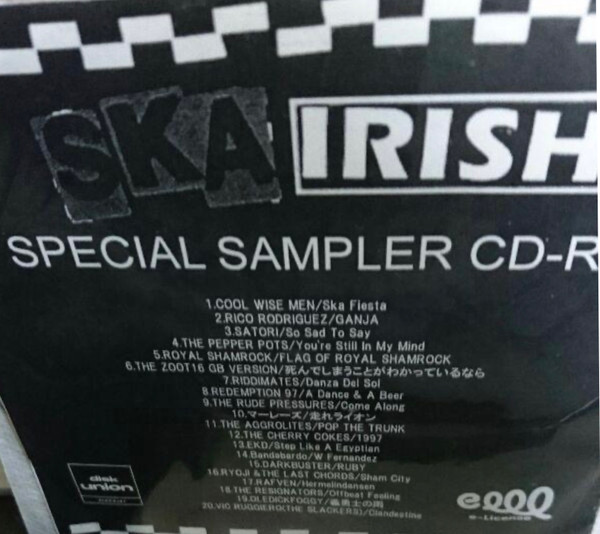 SKA IRISH
SPECIAL SAMPLER CD-R
1.COOL WISE MEN/Ska Fiesta
2.RICO RODRIGUEZ/GANJA
3.SATORI/So Sad To Say
4.THE PEPPER POTS/You're Still In My Mind
5.ROYAL SHAMROCK/FLAG OF ROYAL SHAMROCK
6.THE ZOOT16 GB VERSION/死んでしまうことがわかっているなら
7.RIDDIMATES/Danza Del Sol
8.REDEMPTION 97/A Dance & A Beer
9.THE RUDE PRESSURES/Come Along
10.マーレーズ/走れライオン
11.THE AGGROLITES/POP THE TRUNK
12.THE CHERRY COKES/1997
13.EKD/Step Like A Egyptian
14.Bandabardo/W Fernandez
15.DARKBUSTER/RUBY
16.RYOJI & THE LAST CHORDS/Sham City
17.RAFVEN/Hermelindansen
18.THE RESIGNATORS/Offbeat Feeling
19.OLEDICKFOGGY/の雨
20.VIC RUGGIERO(THE SLACKERS)/Clandestine
disk
union
e-License